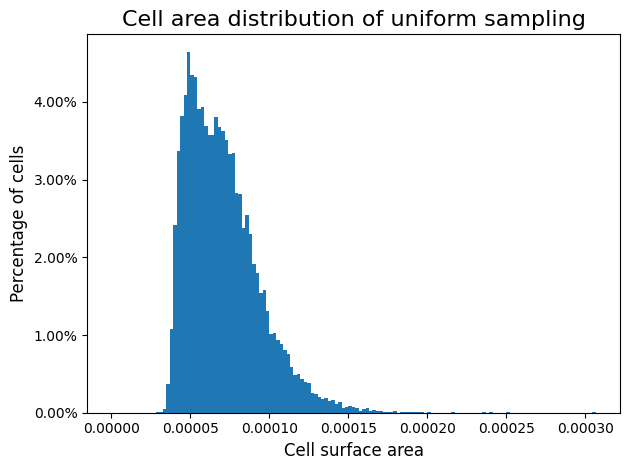 Cell area distribution of uniform sampling
Percentage of cells
4.00%
3.00%
2.00%
1.00%
0.00%
0.00000 0.00005 0.00010 0.00015 0.00020 0.00025 0.00030
Cell surface area